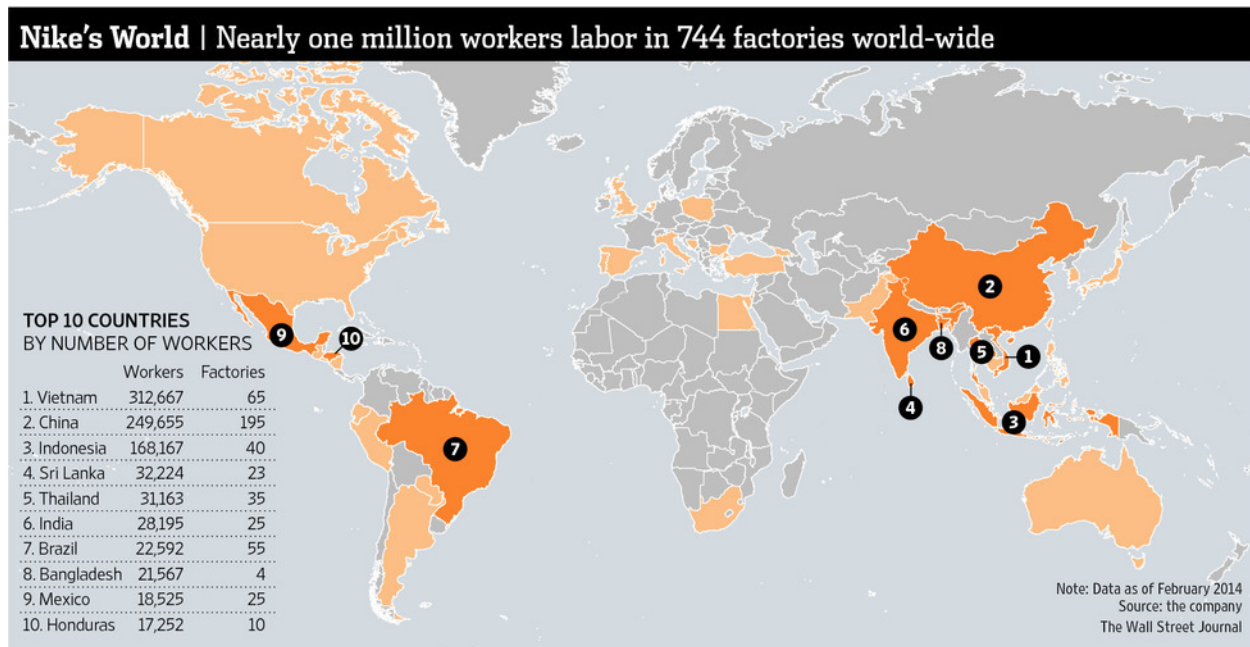 Nike's World | Nearly one million workers labor in 744 factories world-wide
TOP 10 COUNTRIES
BY NUMBER OF WORKERS
Workers Factories
1. Vietnam 312,667 65
2. China 249,655 195
3. Indonesia 168,167 40
4. Sri Lanka 32,224 23
5. Thailand 31,163 35
6. India 28,195 25
7. Brazil 22,592 55
8. Bangladesh 21,567 4
9. Mexico 18,525 25
10. Honduras 17,252 10
9
10
7
2
6
8
5
1
4
3
Note: Data as of February 2014
Source: the company
The Wall Street Journal